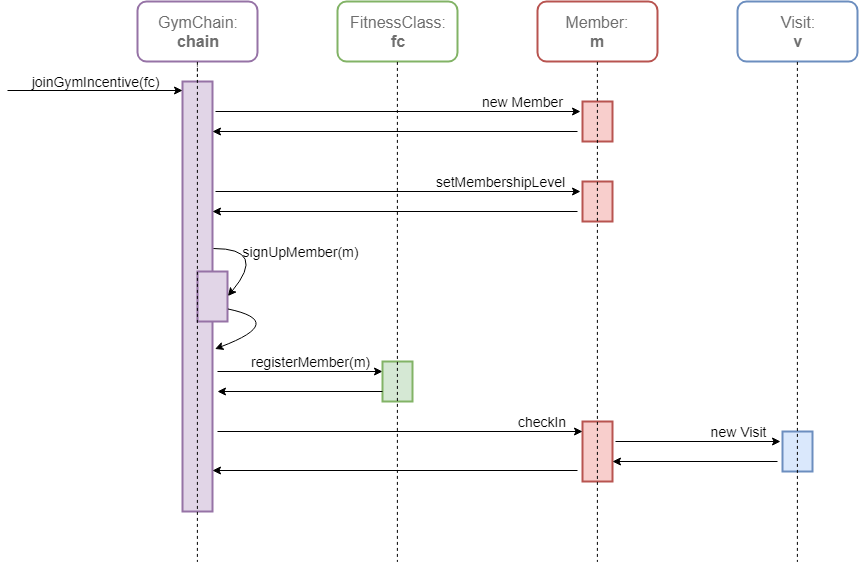 GymChain:
chain
FitnessClass:
fc
Member:
m
Visit:
v
joinGymIncentive(fc)
new Member
setMembershipLevel
signUpMember(m)
registerMember(m)
checkIn
new Visit